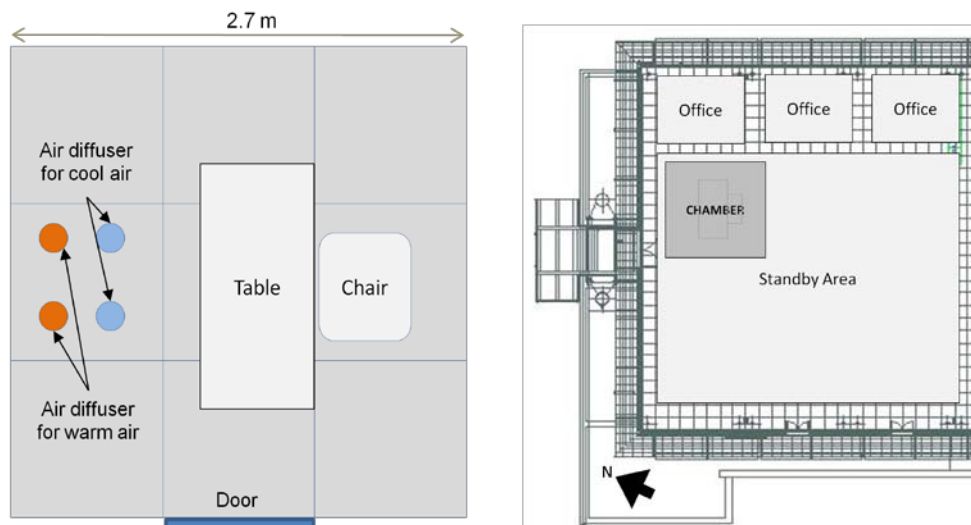 2.7 m
Air diffuser
for cool air
Table
Chair
Air diffuser
for warm air
Door
Office
Office
Office
CHAMBER
Standby Area
N